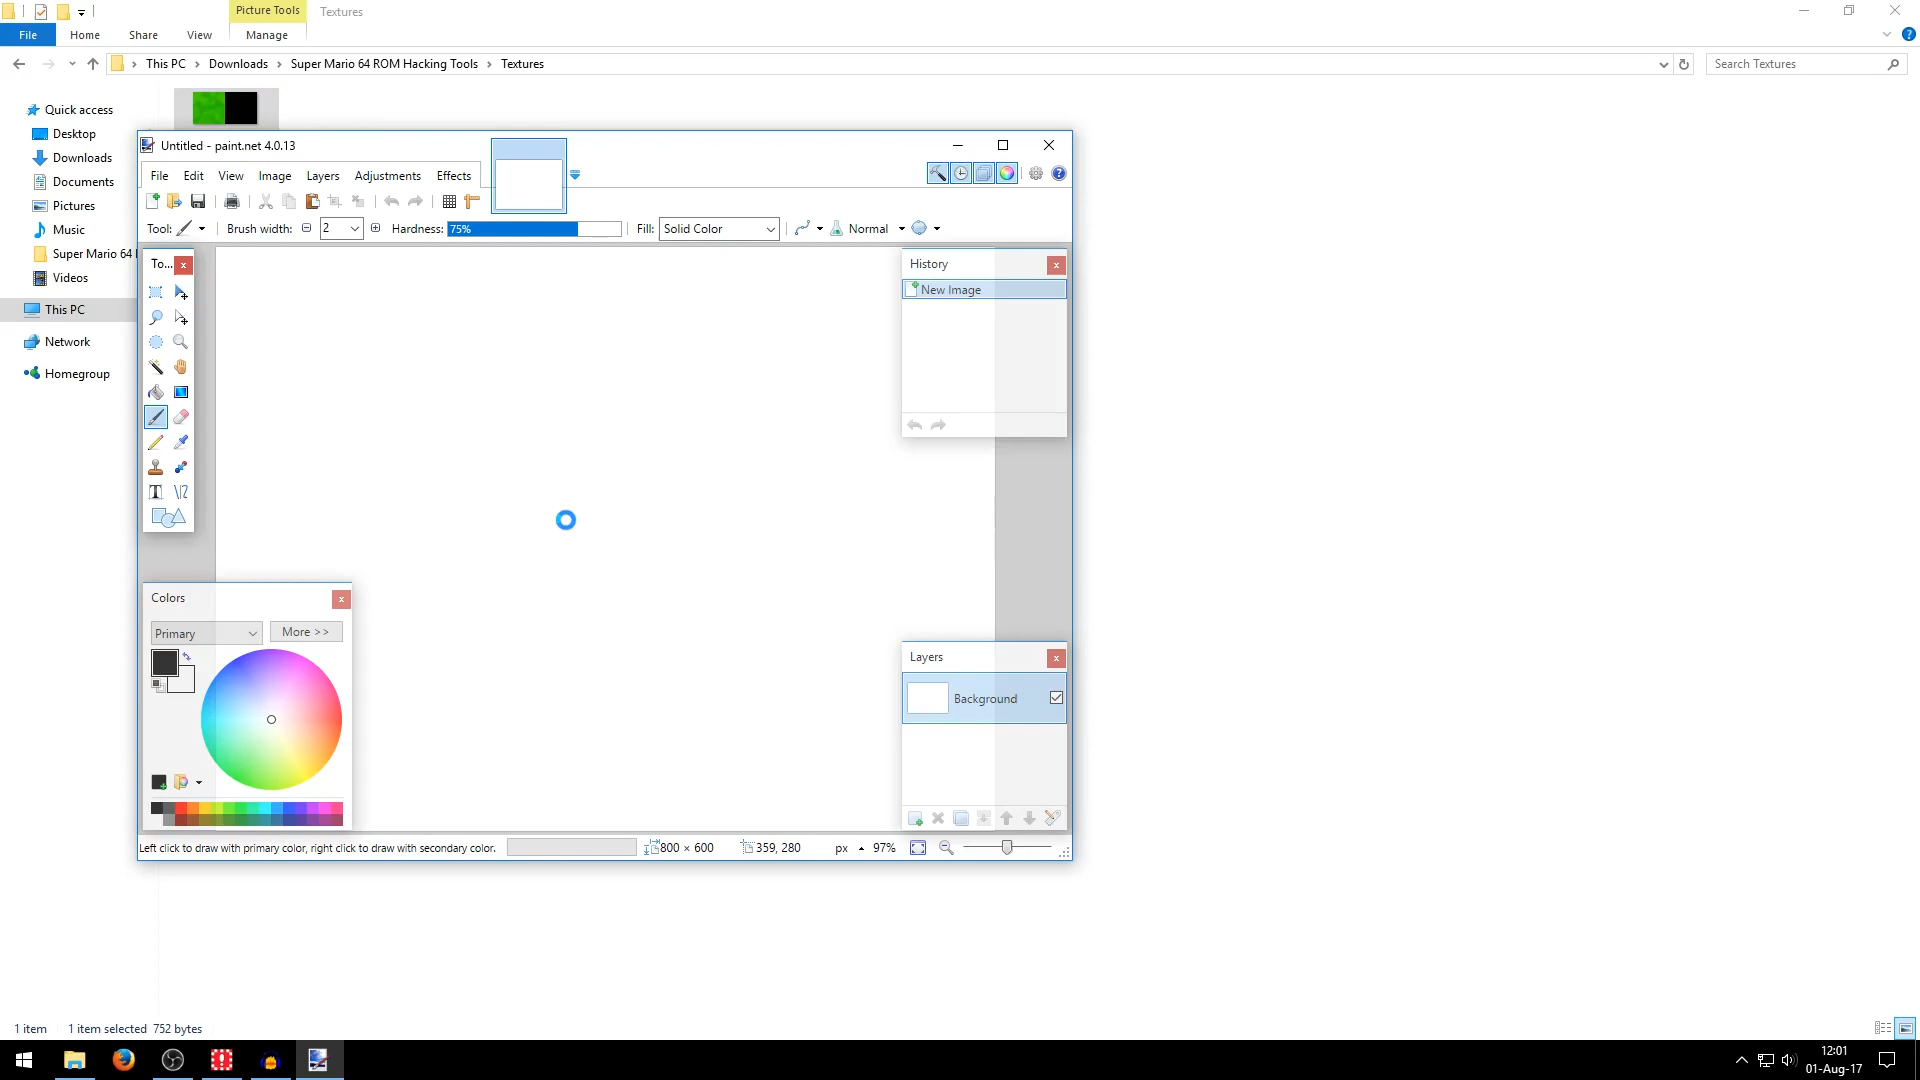 Picture Tools
Textures
File
Home
Share
View
Manage
This PC
Downloads
Super Mario 64 ROM Hacking Tools
Textures
Search Textures
Quick access
Desktop
Downloads
Documents
Pictures
Music
Super Mario 64
Videos
This PC
Network
Homegroup
Untitled - paint.net 4.0.13
File
Edit
View
Image
Layers
Adjustments
Effects
Tool:
Brush width:
2
Hardness:
75%
Fill:
Solid Color
Normal
To...
History
New Image
Colors
Primary
More >>
Layers
Background
Left click to draw with primary color, right click to draw with secondary color.
800 × 600
359, 280
px
97%
1 item
1 item selected 752 bytes
12:01
01-Aug-17